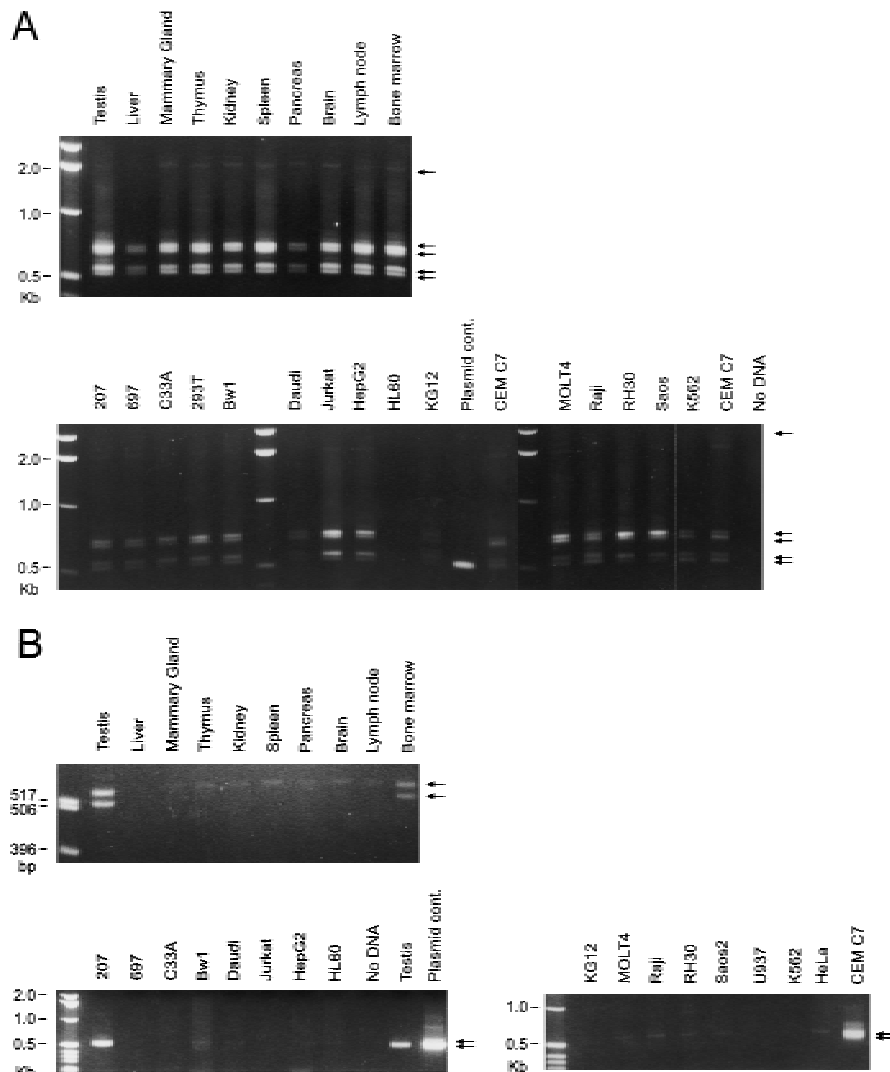 A
Testis Liver Mammary Gland Thymus Kidney Spleen Pancreas Brain Lymph node Bone marrow
2.0
1.0
0.5
Kb
207 697 C33A 293T Bw1 Daudi Jurkat HepG2 HL60 KG12 Plasmid cont. CEM C7 MOLT4 Raji RH30 Saos K562 CEM C7 No DNA
2.0
1.0
0.5
Kb
B
Testis Liver Mammary Gland Thymus Kidney Spleen Pancreas Brain Lymph node Bone marrow
517
506
396
bp
207 697 C33A Bw1 Daudi Jurkat HepG2 HL60 No DNA Testis Plasmid cont.
2.0
1.0
0.5
Kb
KG12 MOLT4 Raji RH30 Saos2 U937 K562 HeLa CEM C7
1.0
0.5
Kb